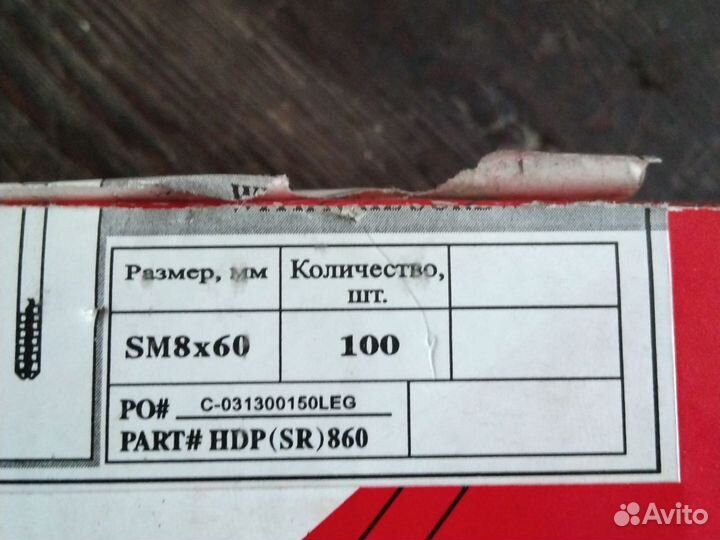 Размер, мм
Количество, шт.
SM8x60
100
PO# C-031300150LEG
PART# HDP(SR)860
Avito